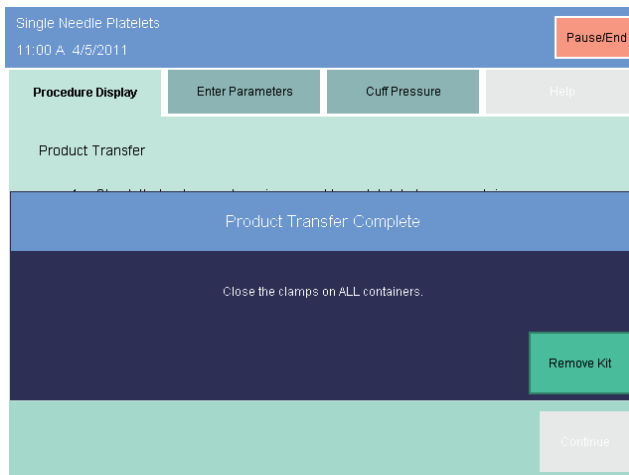 Single Needle Platelets
11:00 A 4/5/2011
Pause/End
Procedure Display
Enter Parameters
Cuff Pressure
Help
Product Transfer
Product Transfer Complete
Close the clamps on ALL containers.
Remove Kit
Continue